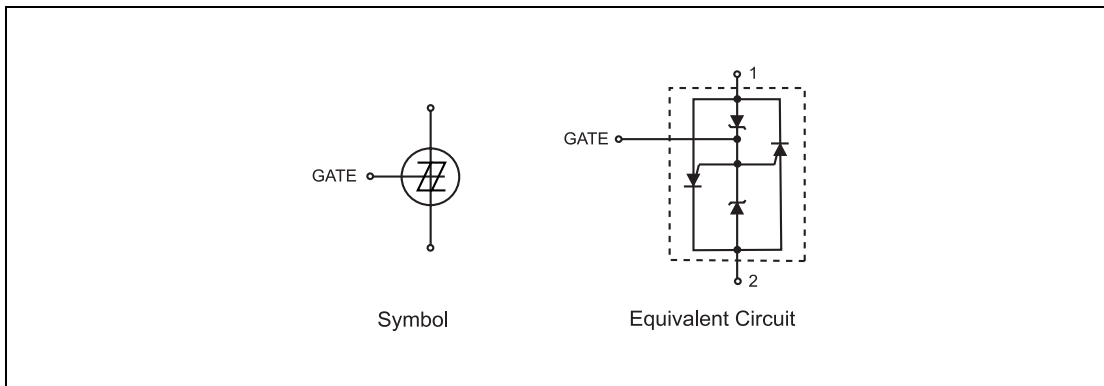 1
GATE
GATE
2
Symbol
Equivalent Circuit